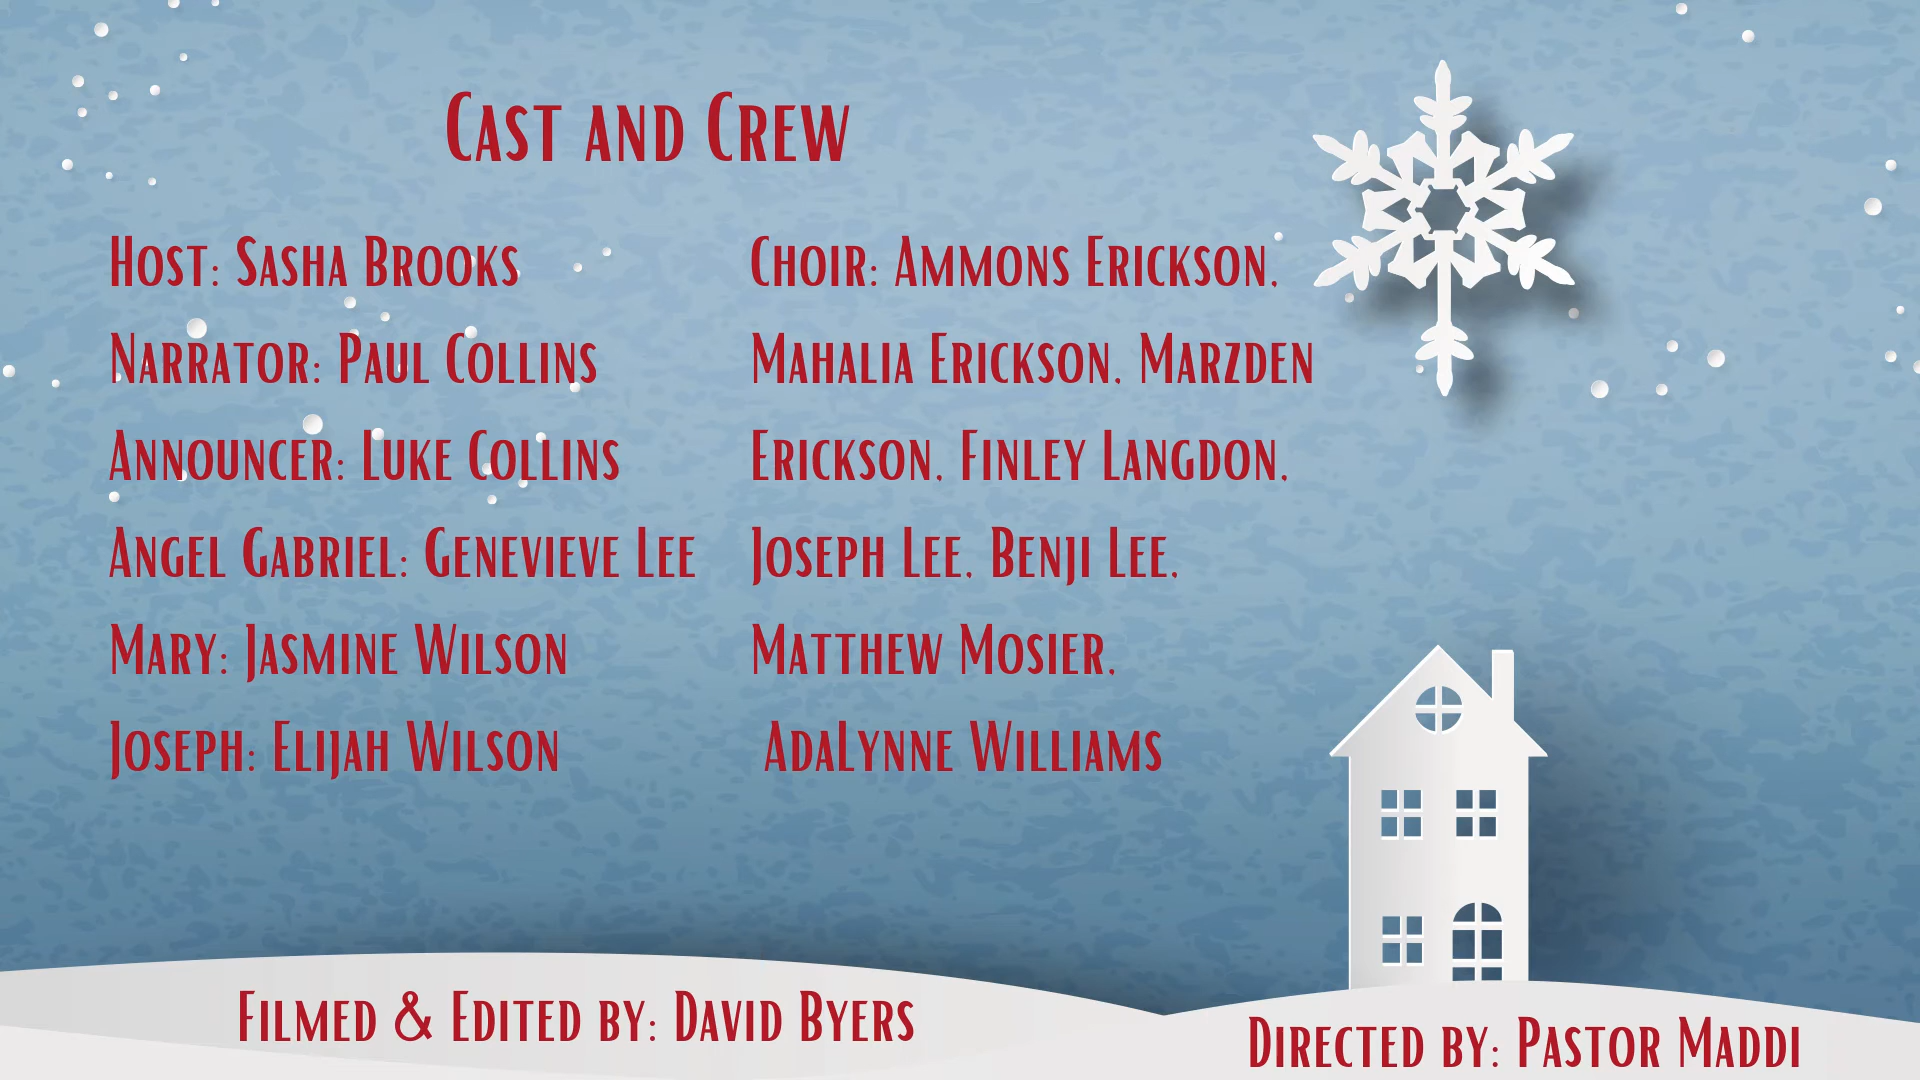 Cast and Crew
Host: Sasha Brooks
Narrator: Paul Collins
Announcer: Luke Collins
Angel Gabriel: Genevieve Lee
Mary: Jasmine Wilson
Joseph: Elijah Wilson
Choir: Ammons Erickson,
Mahalia Erickson, Marzden
Erickson, Finley Langdon,
Joseph Lee, Benji Lee,
Matthew Mosier,
AdaLynne Williams
Filmed & Edited by: David Byers
Directed by: Pastor Maddi